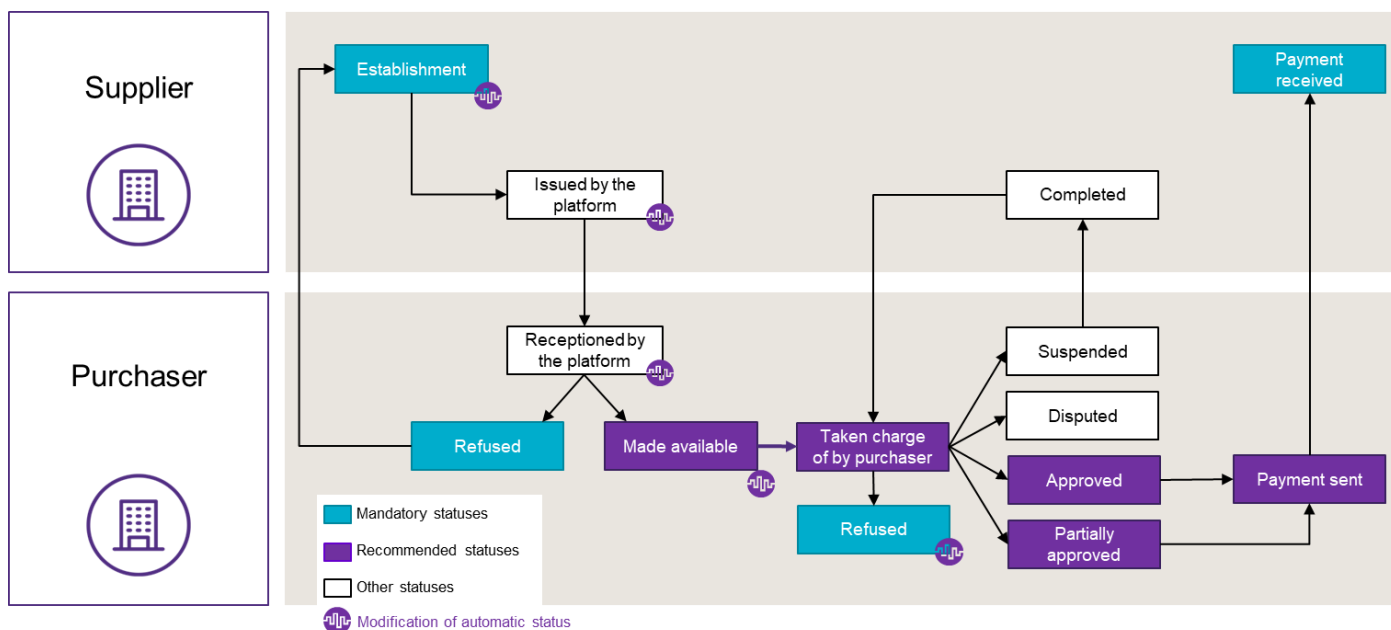 Supplier
Establishment
Payment
received
Issued by the
platform
Completed
Purchaser
Receptioned by
the platform
Suspended
Disputed
Refused
Made available
Taken charge
of by purchaser
Approved
Payment sent
Refused
Partially
approved
Mandatory statuses
Recommended statuses
Other statuses
Modification of automatic status